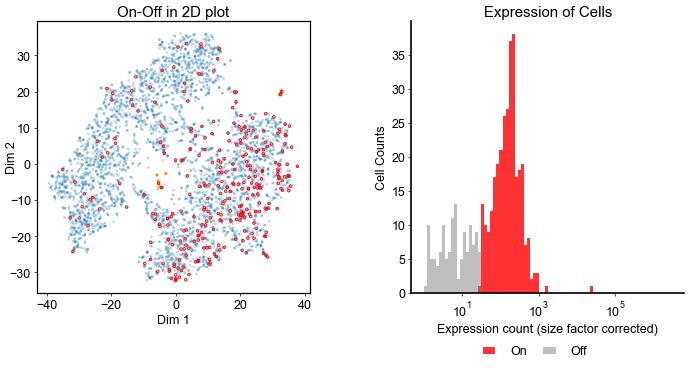 On-Off in 2D plot
30
20
10
0
−10
−20
−30
Dim 2
−40 −20 0 20 40
Dim 1
Expression of Cells
35
30
25
20
15
10
5
0
Cell Counts
10^1 10^3 10^5
Expression count (size factor corrected)
On Off